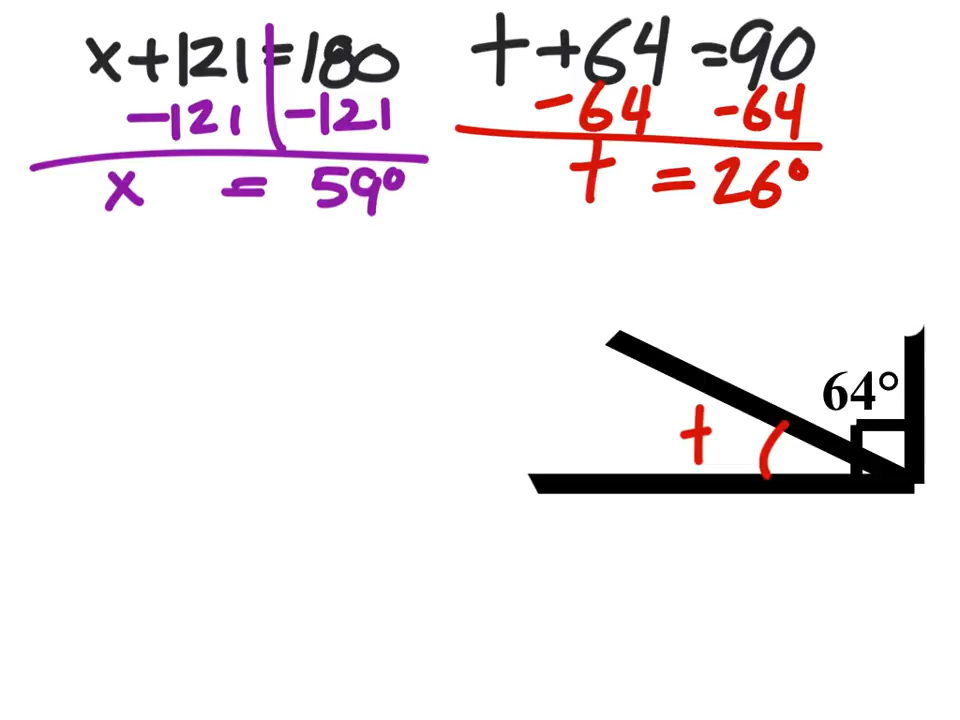 x+121=180
-121 -121
x = 59°
t+64=90
-64 -64
t = 26°
64°
t